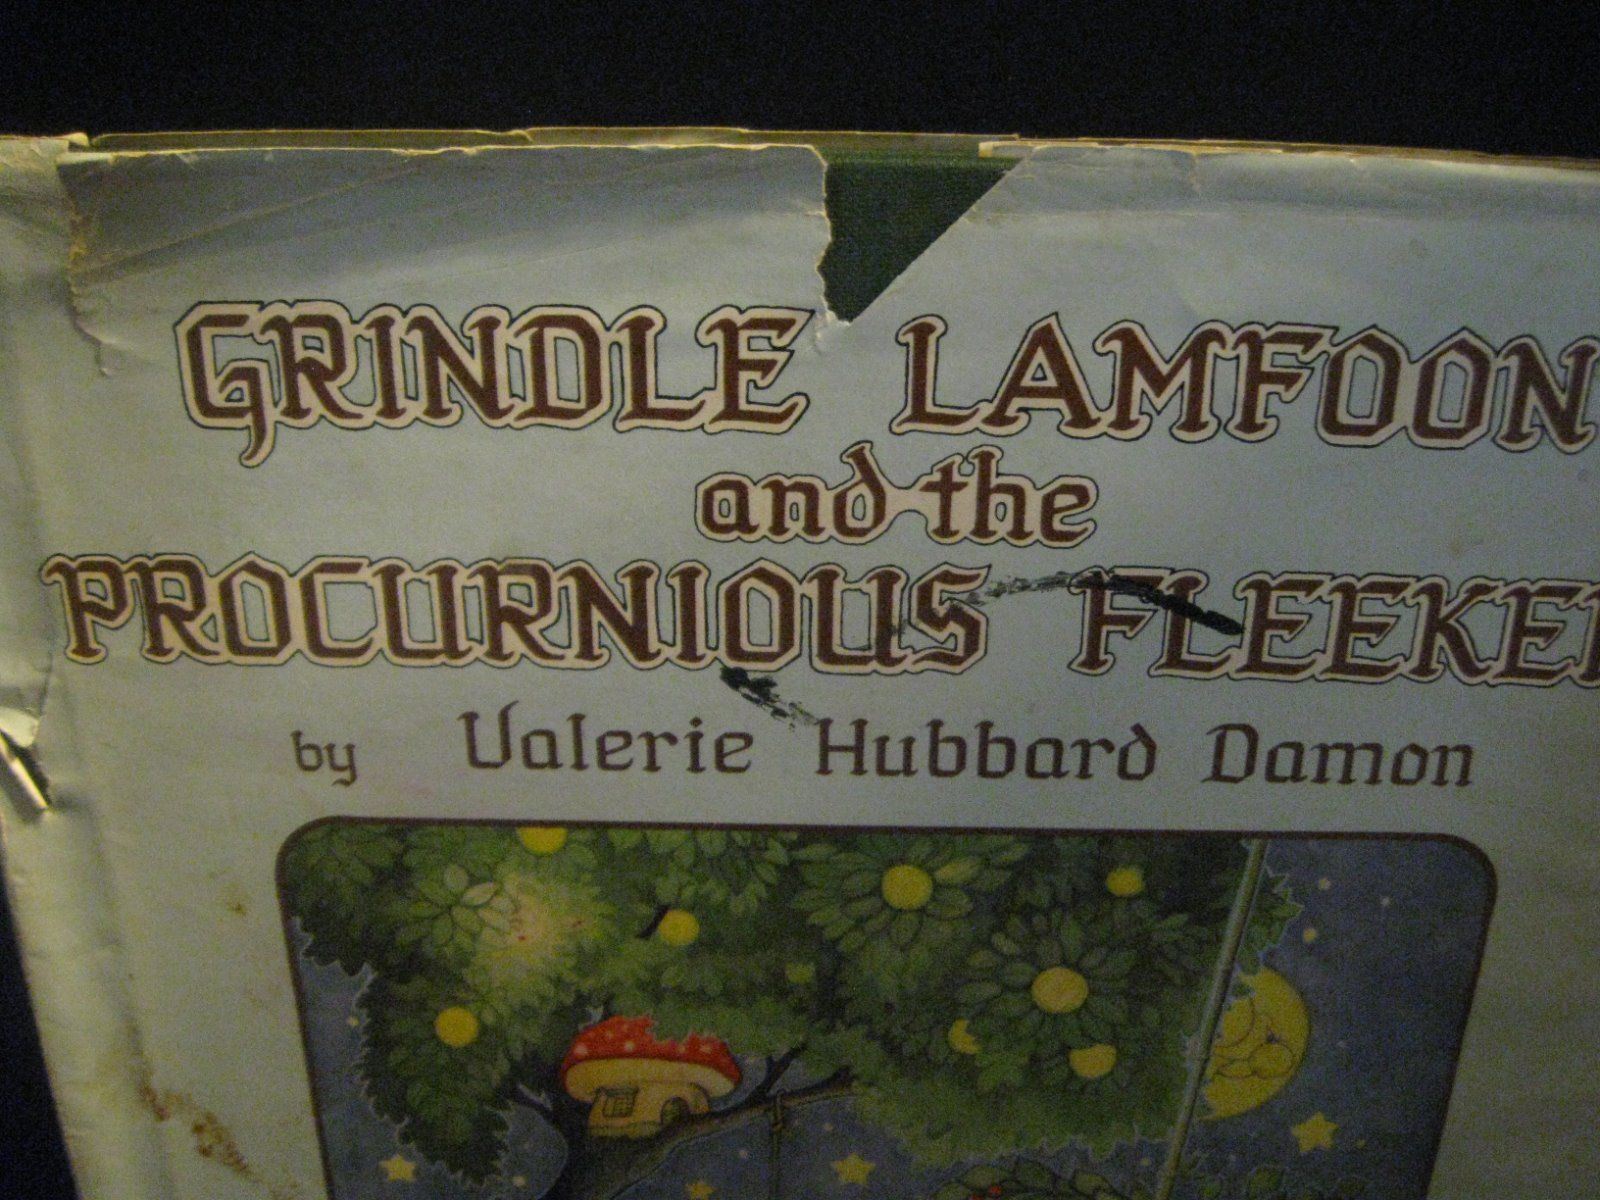 GRINDLE LAMFOON
and the
PROCURNIOUS FLEEKE
by Valerie Hubbard Damon